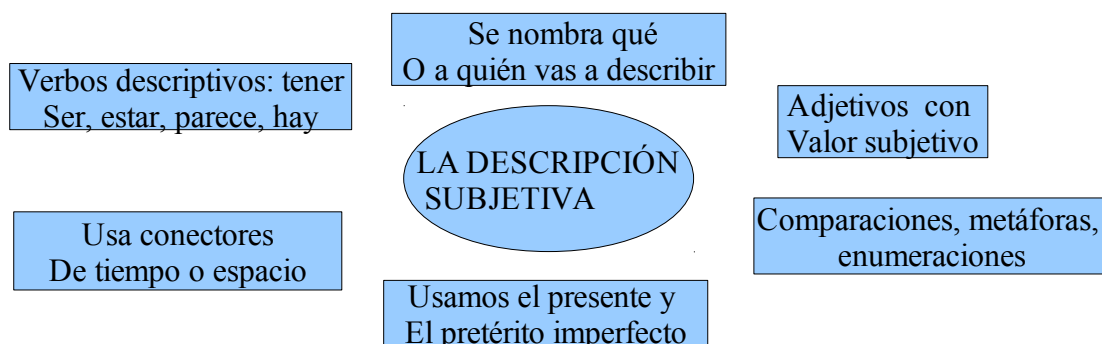 Se nombra qué
O a quién vas a describir
Verbos descriptivos: tener
Ser, estar, parece, hay
Adjetivos con
Valor subjetivo
LA DESCRIPCIÓN
SUBJETIVA
Usa conectores
De tiempo o espacio
Comparaciones, metáforas,
enumeraciones
Usamos el presente y
El pretérito imperfecto